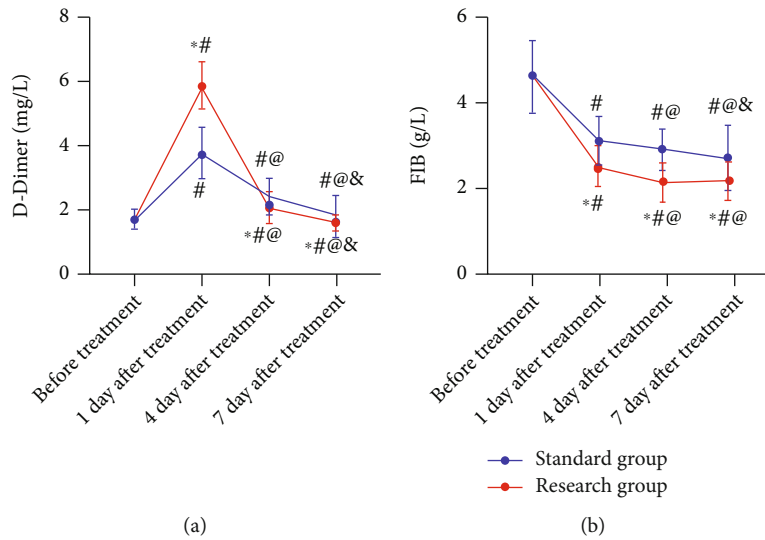 8
6
4
2
0
D-Dimer (mg/L)
*#
#
#@
*#@
#@&
*#@&
Before treatment
1 day after treatment
4 day after treatment
7 day after treatment
(a)
6
4
2
0
FIB (g/L)
#
*#
#@
*#@
#@&
*#@
Before treatment
1 day after treatment
4 day after treatment
7 day after treatment
Standard group
Research group
(b)